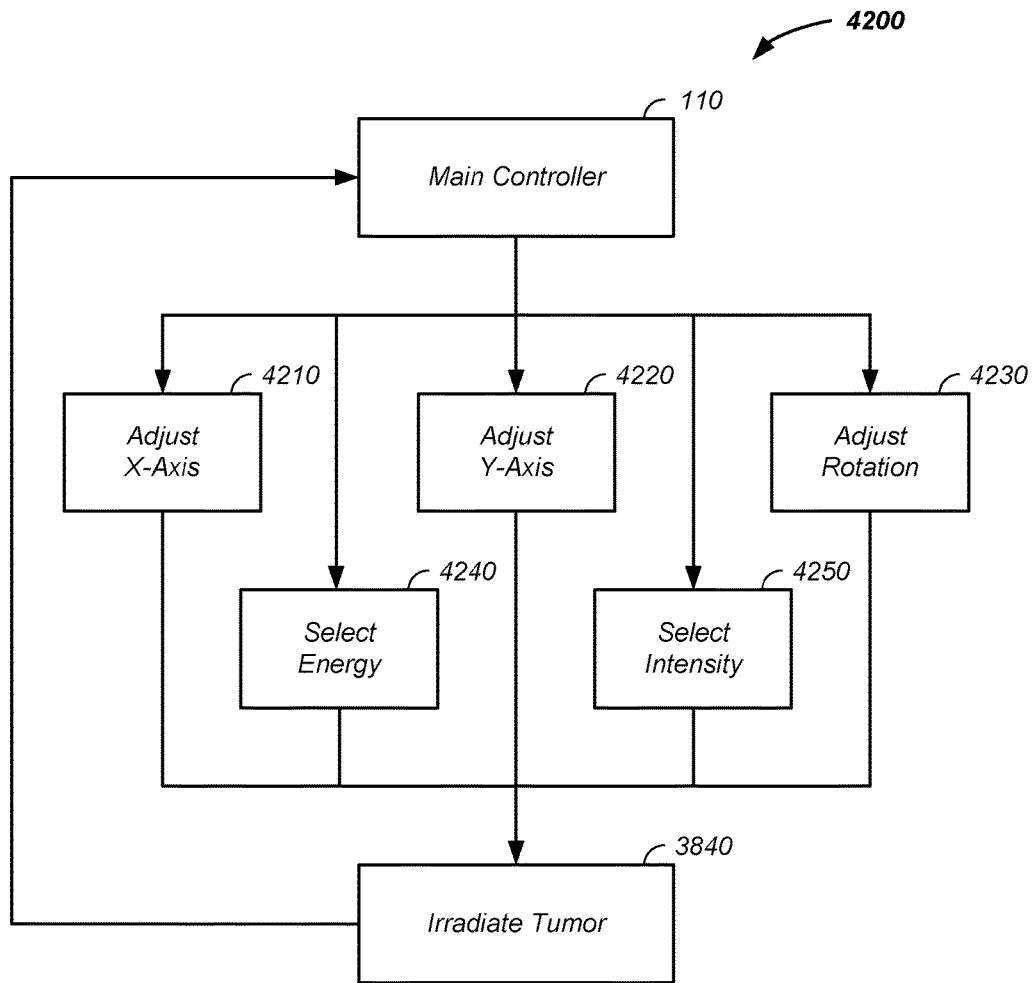 4200
110
Main Controller
4210
4220
4230
Adjust
X-Axis
Adjust
Y-Axis
Adjust
Rotation
4240
4250
Select
Energy
Select
Intensity
3840
Irradiate Tumor